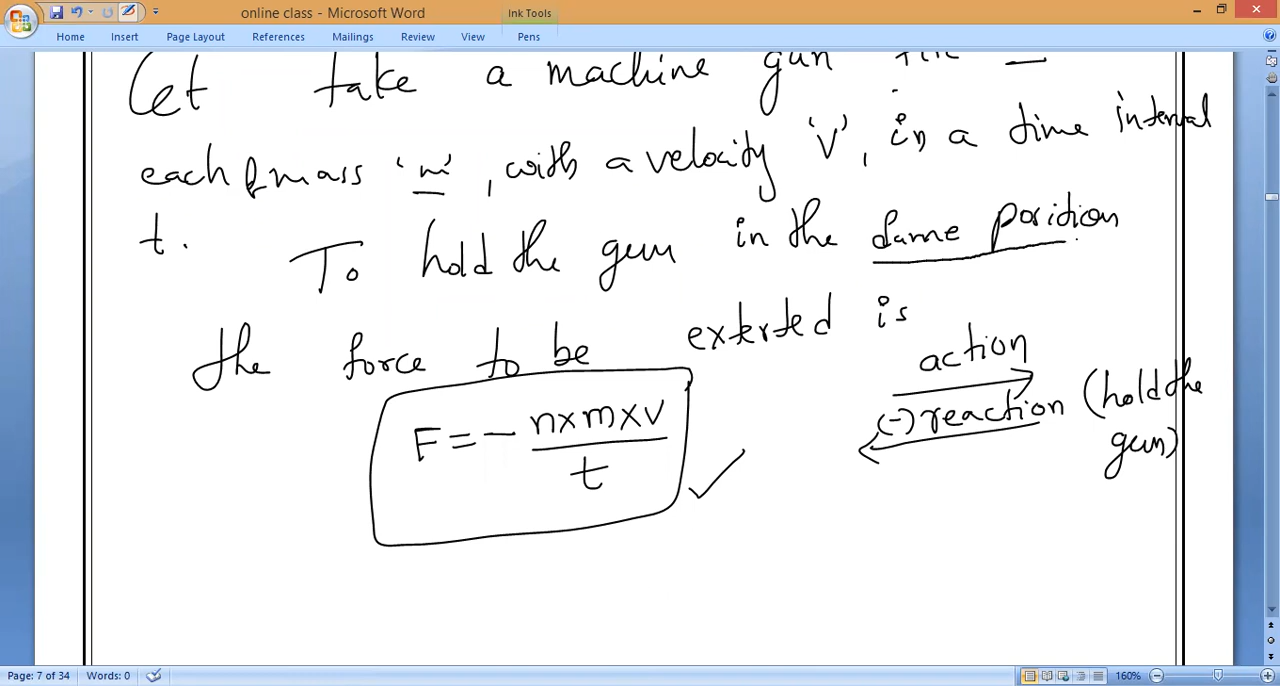 online class - Microsoft Word
Ink Tools
Home Insert Page Layout References Mailings Review View Pens
Let take a machine gun
each of mass 'm', with a velocity 'V', in a time interval
t.
To hold the gun in the same position
the force to be exterted is
action
(-) reaction (hold the
gun)
F = - n×m×v
t
Page: 7 of 34 Words: 0 160%